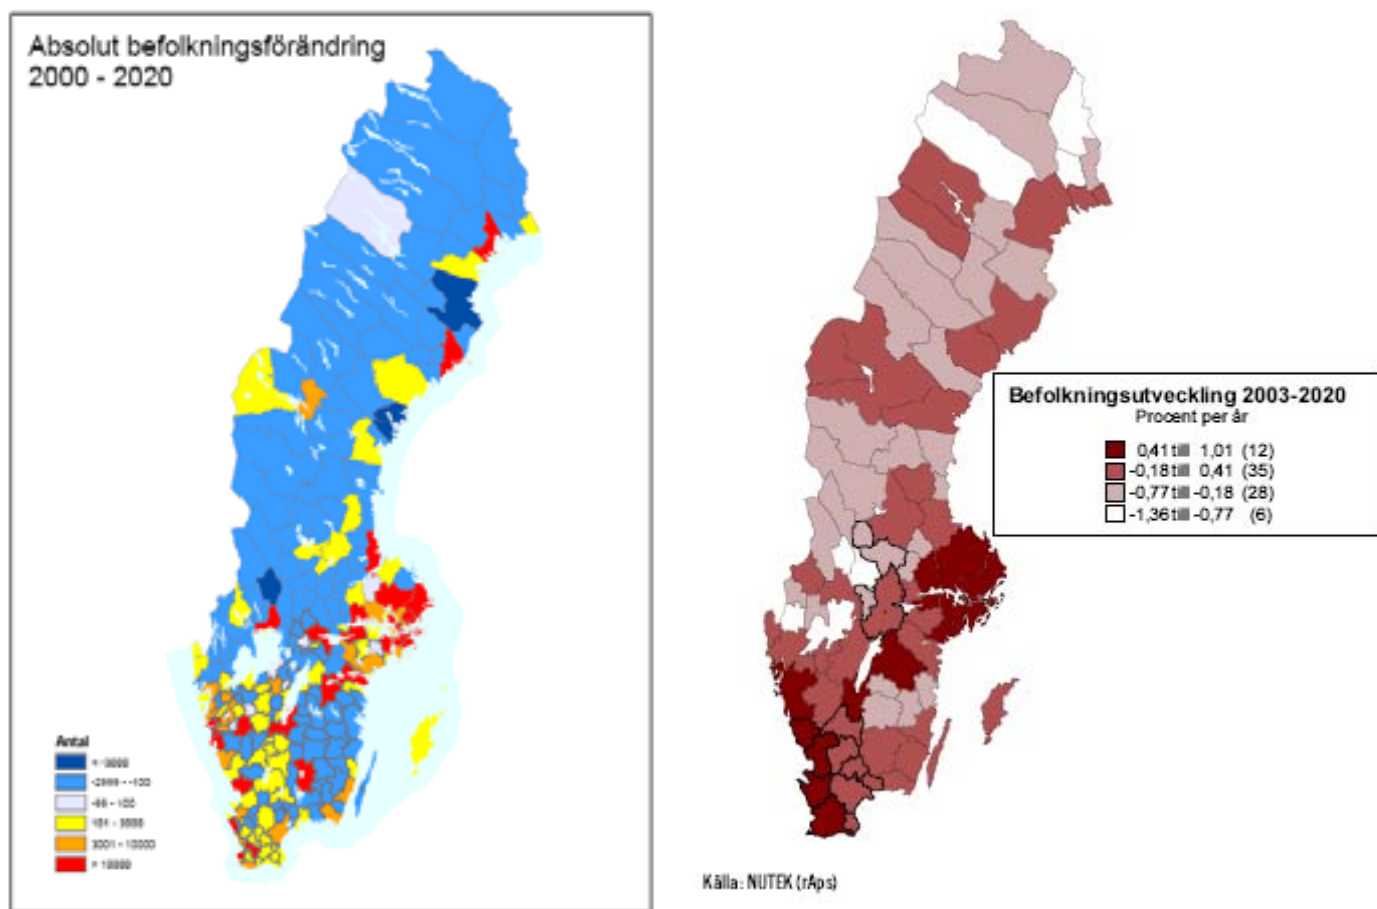 Absolut befolkningsförändring
2000 - 2020
Antal
Befolkningsutveckling 2003-2020
Procent per år
0,41 till 1,01 (12)
-0,18 till 0,41 (35)
-0,77 till -0,18 (28)
-1,36 till -0,77 (6)
Källa: NUTEK (rAps)